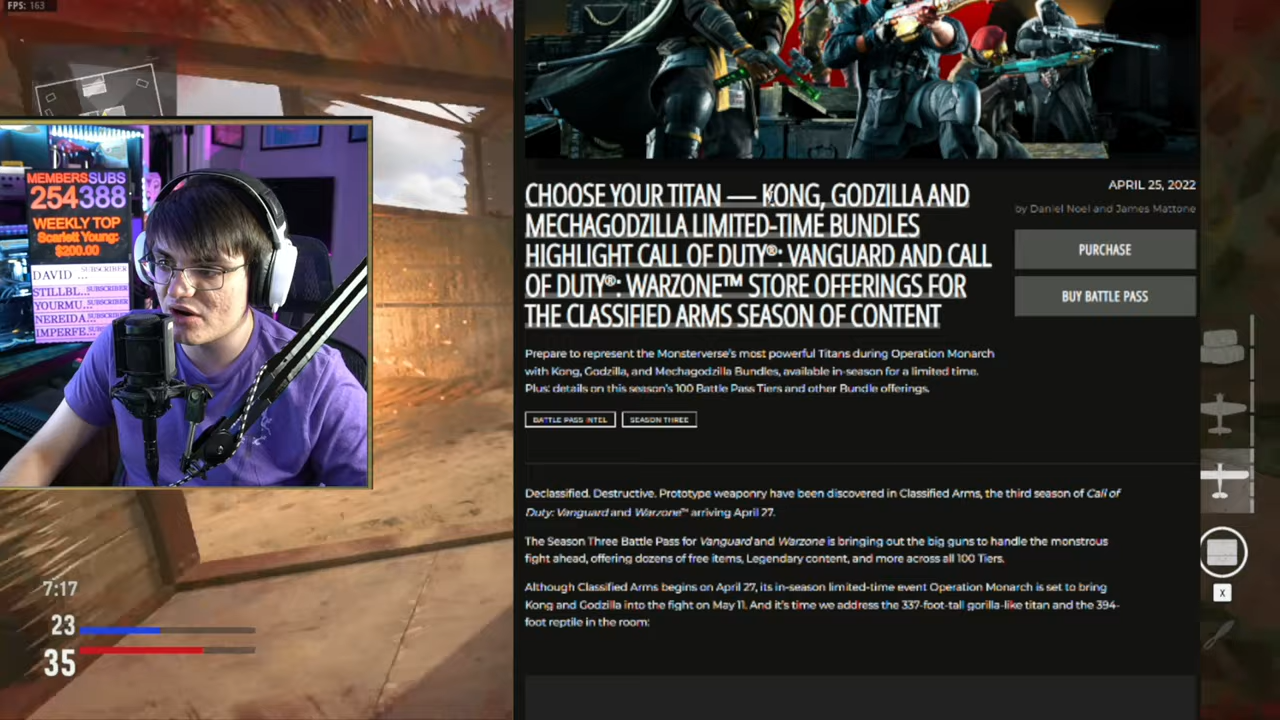 FPS: 163
MEMBERS SUBS
254 388
WEEKLY TOP
Scarlett Young:
$200.00
DAVID ... SUBSCRIBER
STILLBL... SUBSCRIBER
YOURMU... SUBSCRIBER
NEREIDA... SUBSCRIBER
IMPERFE... SUBSCRIBER
7:17
23
35
CHOOSE YOUR TITAN — KONG, GODZILLA AND
MECHAGODZILLA LIMITED-TIME BUNDLES
HIGHLIGHT CALL OF DUTY®: VANGUARD AND CALL
OF DUTY®: WARZONE™ STORE OFFERINGS FOR
THE CLASSIFIED ARMS SEASON OF CONTENT
APRIL 25, 2022
by Daniel Noel and James Mattone
PURCHASE
BUY BATTLE PASS
Prepare to represent the Monsterverse's most powerful Titans during Operation Monarch
with Kong, Godzilla, and Mechagodzilla Bundles, available in-season for a limited time.
Plus: details on this season's 100 Battle Pass Tiers and other Bundle offerings.
BATTLE PASS INTEL
SEASON THREE
Declassified. Destructive. Prototype weaponry have been discovered in Classified Arms, the third season of Call of
Duty: Vanguard and Warzone™ arriving April 27.
The Season Three Battle Pass for Vanguard and Warzone is bringing out the big guns to handle the monstrous
fight ahead, offering dozens of free items, Legendary content, and more across all 100 Tiers.
Although Classified Arms begins on April 27, its in-season limited-time event Operation Monarch is set to bring
Kong and Godzilla into the fight on May 11. And it's time we address the 337-foot-tall gorilla-like titan and the 394-
foot reptile in the room:
X